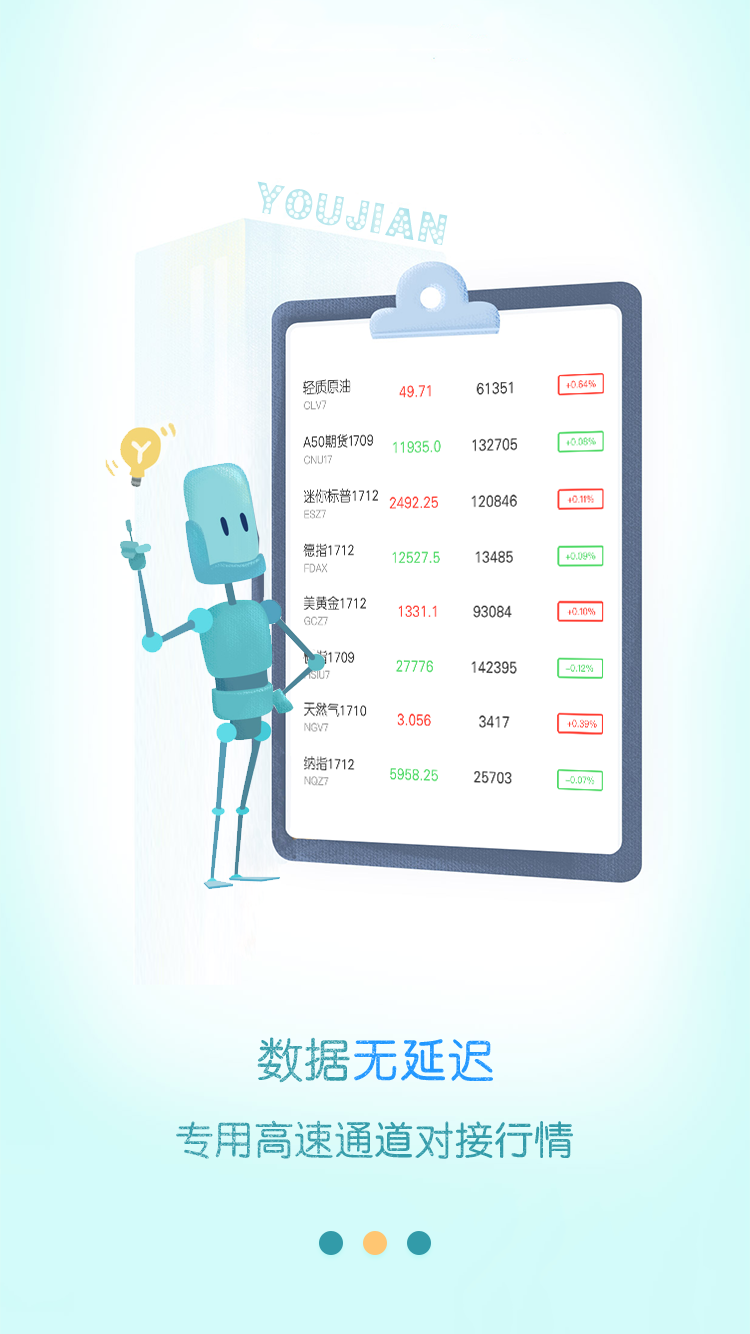 YOUJIAN
Y
轻质原油 49.71 61351 +0.64%
CLV7
A50期货1709 11935.0 132705 +0.08%
CNU17
迷你标普1712 2492.25 120846 +0.11%
ESZ7
德指1712 12527.5 13485 +0.09%
FDAX
美黄金1712 1331.1 93084 +0.16%
GCZ7
指1709 27776 142395 -0.12%
HSIU7
天然气1710 3.056 3417 +0.39%
NGV7
纳指1712 5958.25 25703 -0.07%
NQZ7
数据无延迟
专用高速通道对接行情